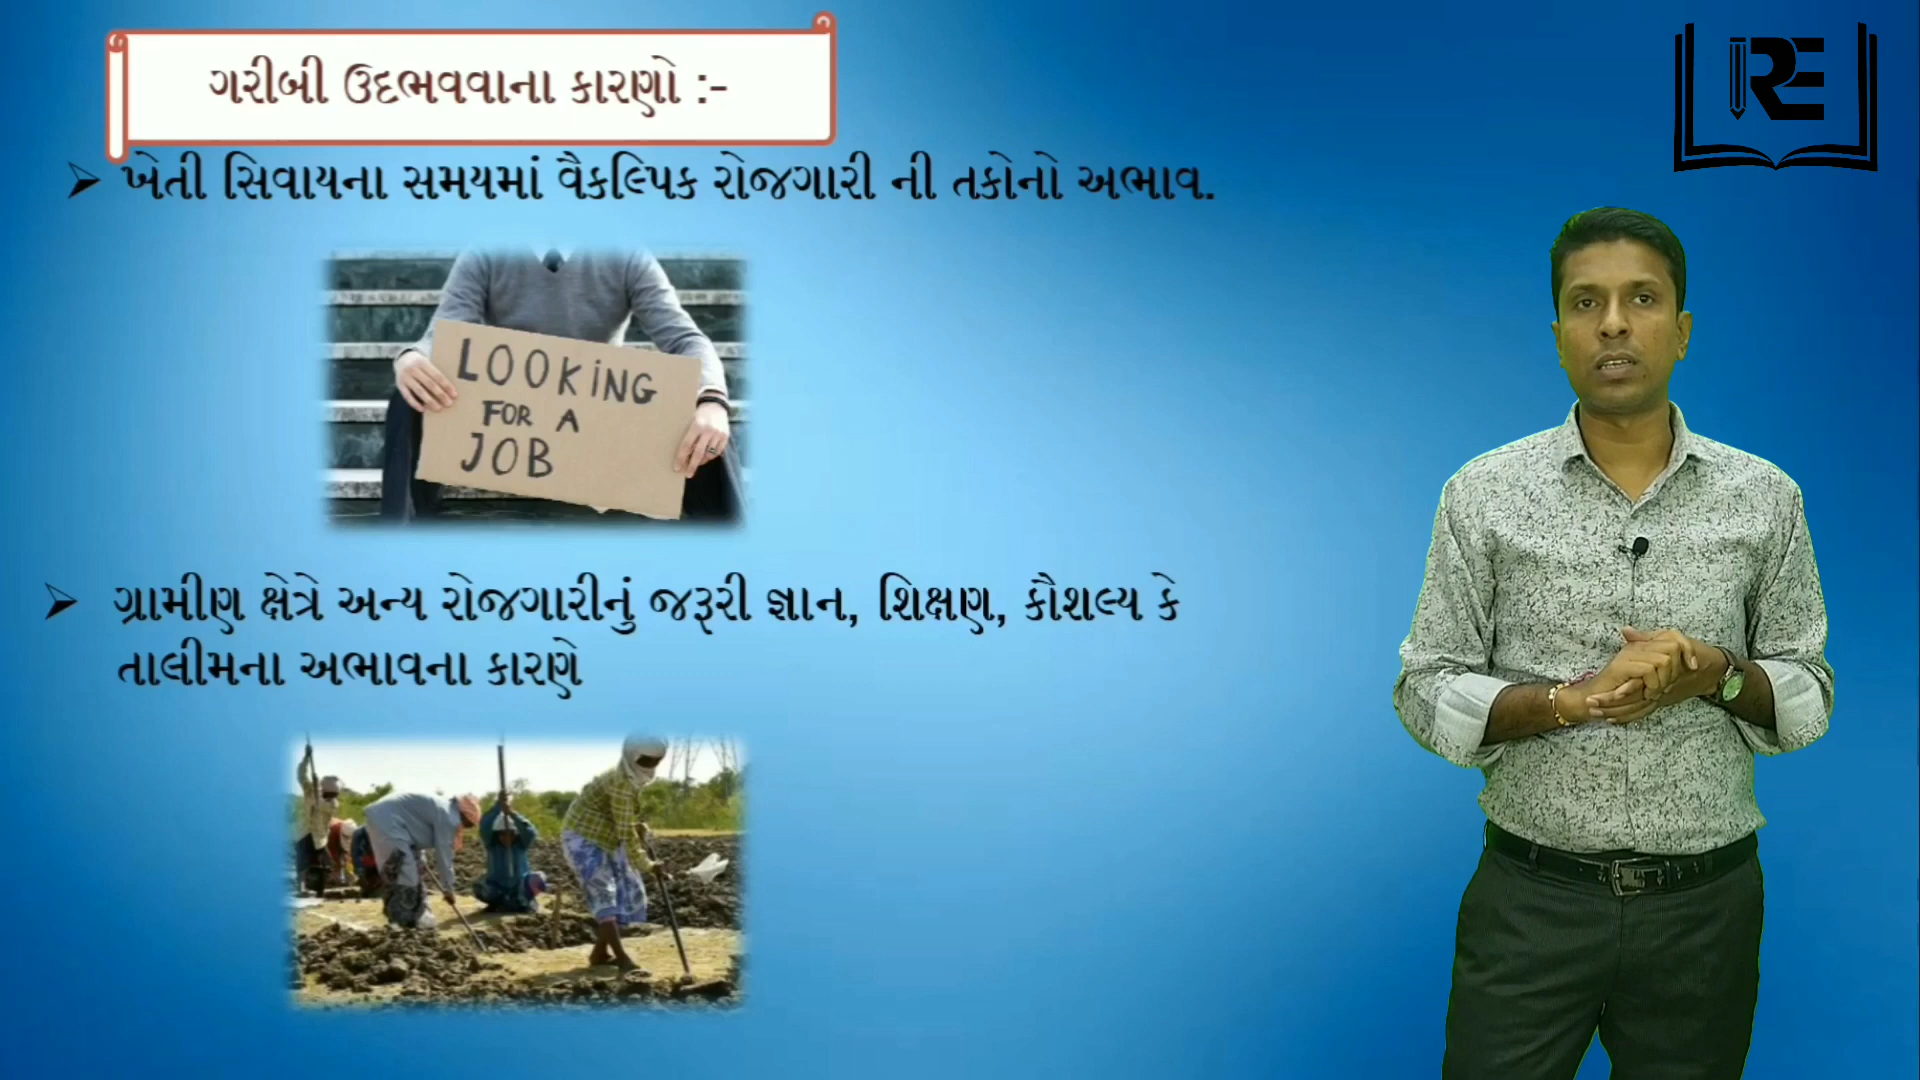 ગરીબી ઉદભવવાના કારણો :-
RE
➢ ખેતી સિવાયના સમયમાં વૈકલ્પિક રોજગારી ની તકોનો અભાવ.
LOOKING
FOR A
JOB
➢ ગ્રામીણ ક્ષેત્રે અન્ય રોજગારીનું જરૂરી જ્ઞાન, શિક્ષણ, કૌશલ્ય કે
તાલીમના અભાવના કારણે